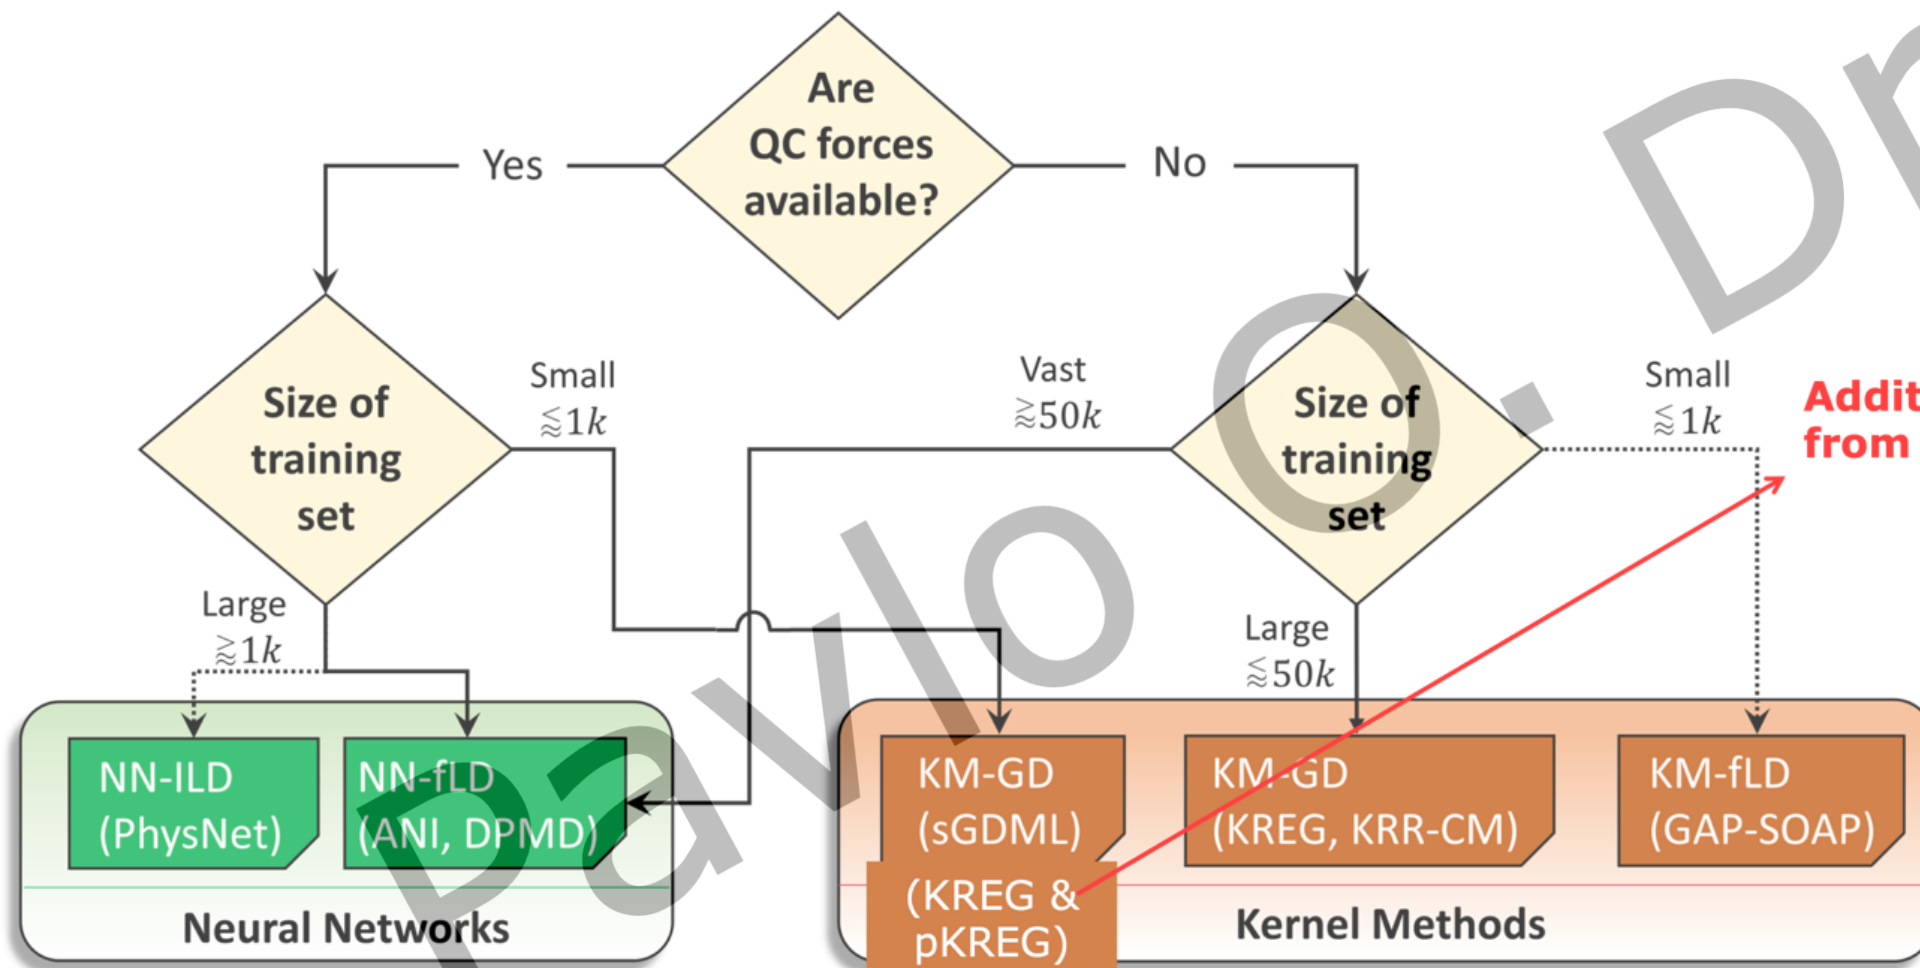 Are
QC forces
available?
Yes
No
Size of
training
set
Small
⪅1k
Vast
⪆50k
Size of
training
set
Small
⪅1k
Addit
from
Large
⪆1k
Large
⪅50k
NN-ILD
(PhysNet)
NN-fLD
(ANI, DPMD)
KM-GD
(sGDML)
(KREG &
pKREG)
KM-GD
(KREG, KRR-CM)
KM-fLD
(GAP-SOAP)
Neural Networks
Kernel Methods
Pavlo O. Dr